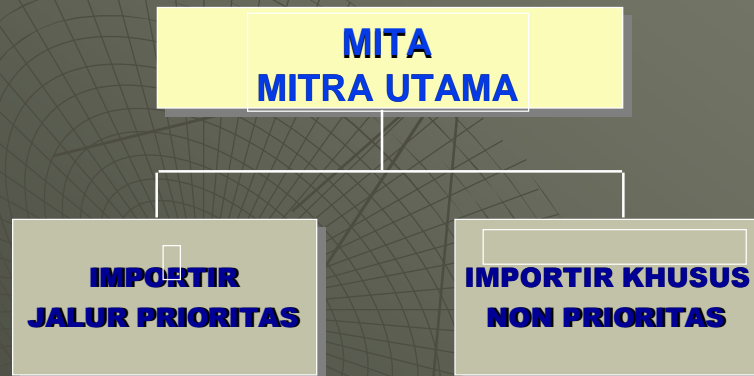 MITA
MITRA UTAMA
IMPORTIR
JALUR PRIORITAS
IMPORTIR KHUSUS
NON PRIORITAS